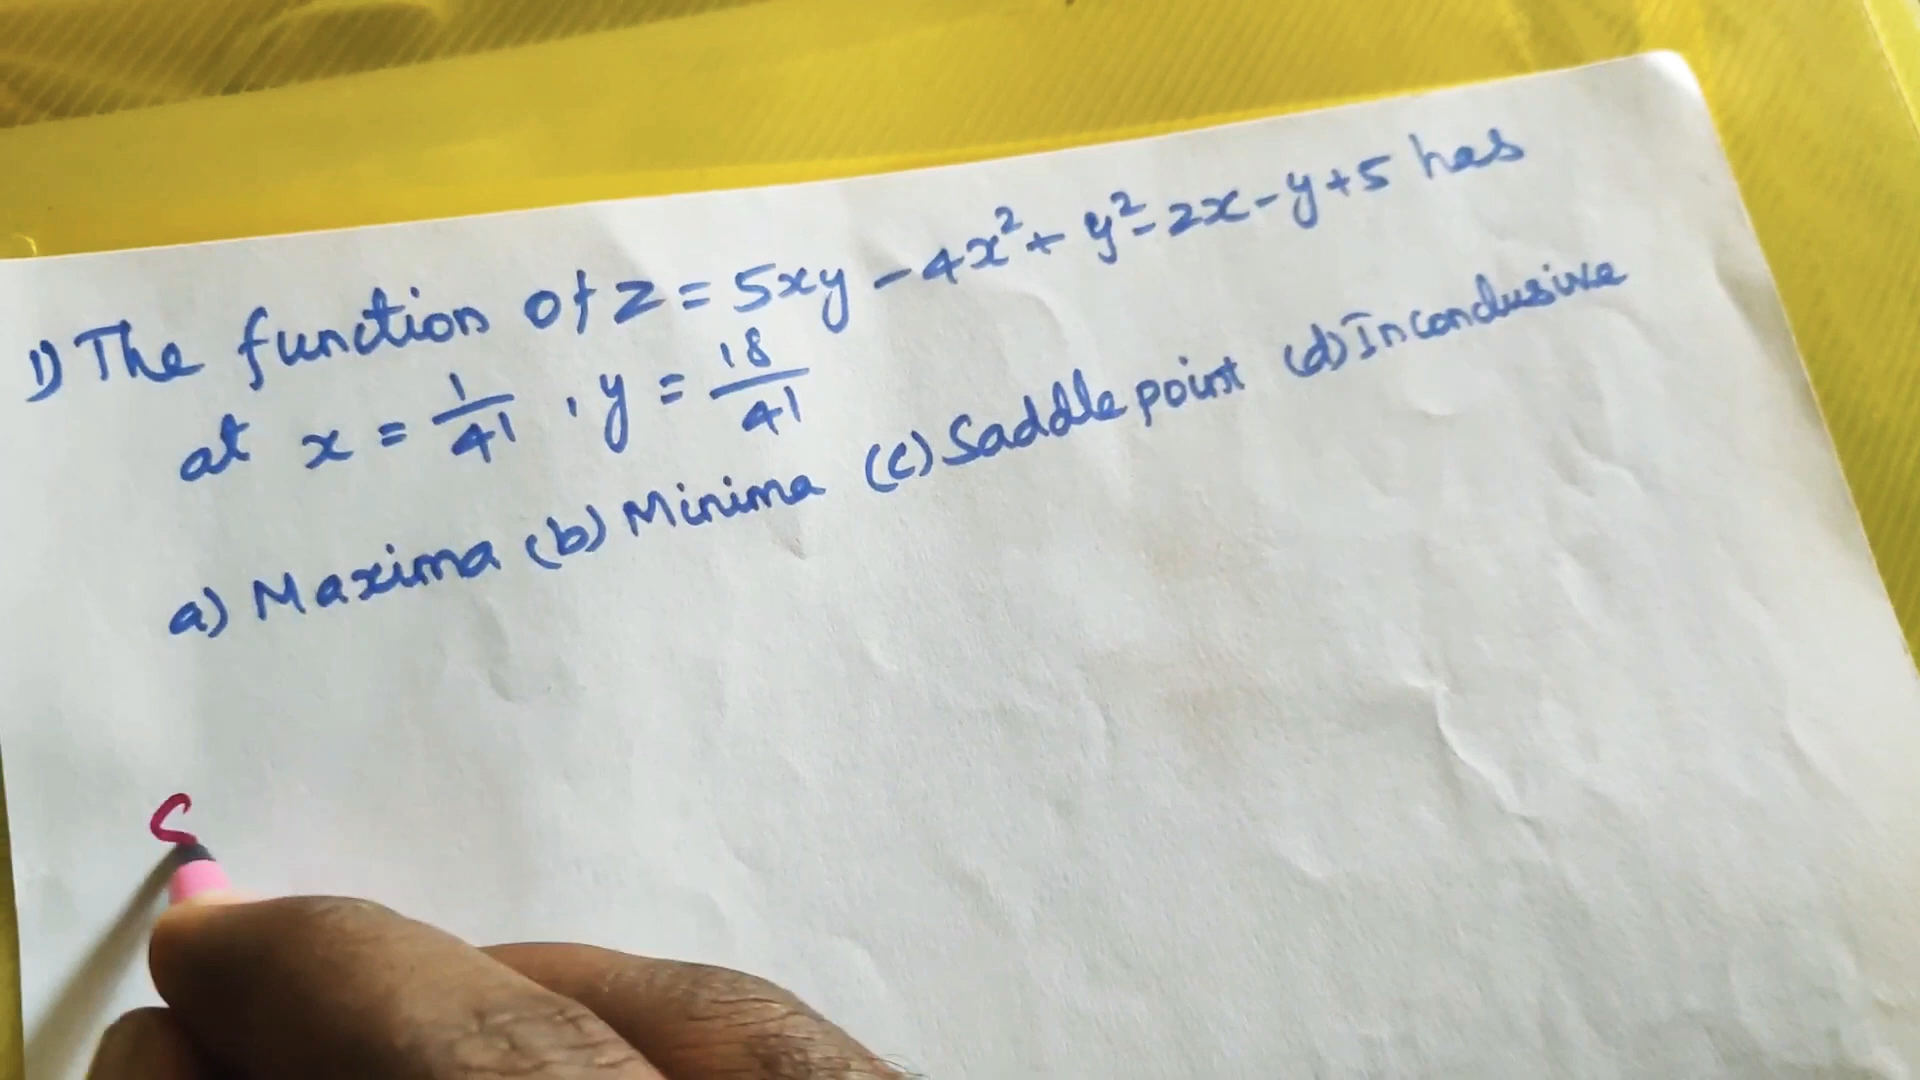 1) The function of z = 5xy - 4x² + y² - 2x - y + 5 has
at x = 1/41 , y = 18/41
a) Maxima (b) Minima (c) Saddle point (d) Inconclusive
S